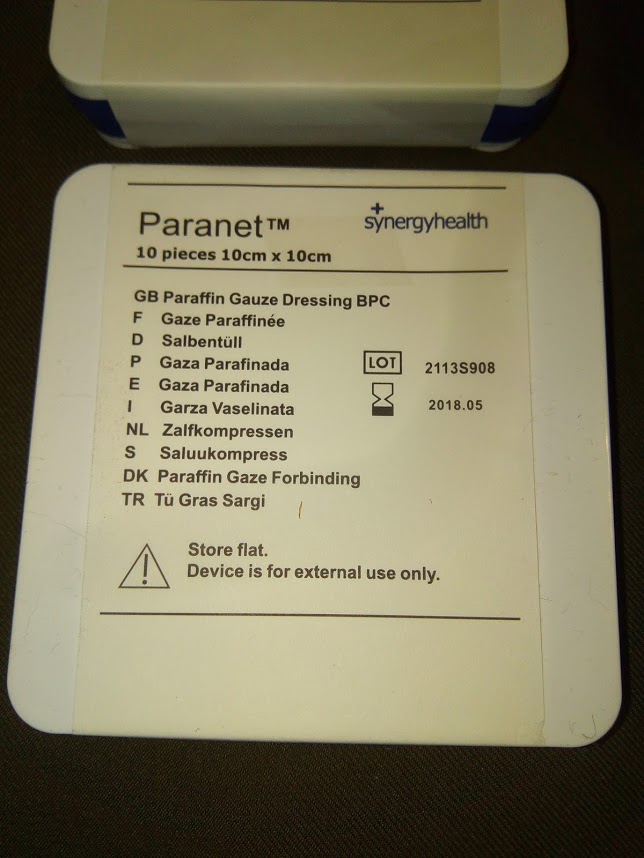 Paranet™
synergyhealth
10 pieces 10cm x 10cm
GB Paraffin Gauze Dressing BPC
F Gaze Paraffinée
D Salbentüll
P Gaza Parafinada
E Gaza Parafinada
I Garza Vaselinata
NL Zalfkompressen
S Saluukompress
DK Paraffin Gaze Forbinding
TR Tü Gras Sargi
LOT 2113S908
2018.05
Store flat.
Device is for external use only.